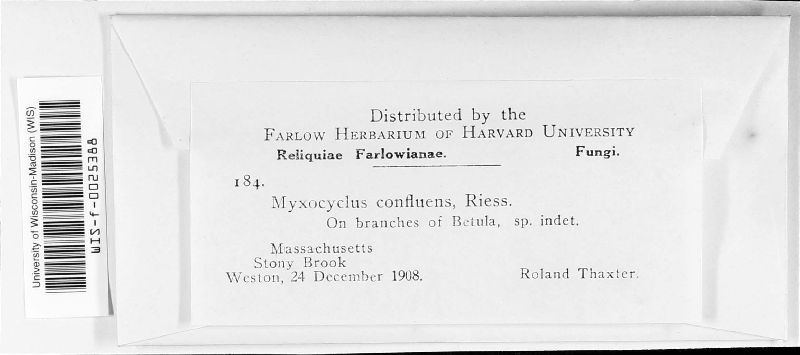 Distributed by the
FARLOW HERBARIUM OF HARVARD UNIVERSITY
Reliquiae Farlowianae. Fungi.
184.
Myxocyclus confluens, Riess.
On branches of Betula, sp. indet.
Massachusetts
Stony Brook
Weston, 24 December 1908. Roland Thaxter.
University of Wisconsin-Madison (WIS)
WIS-f-0025388